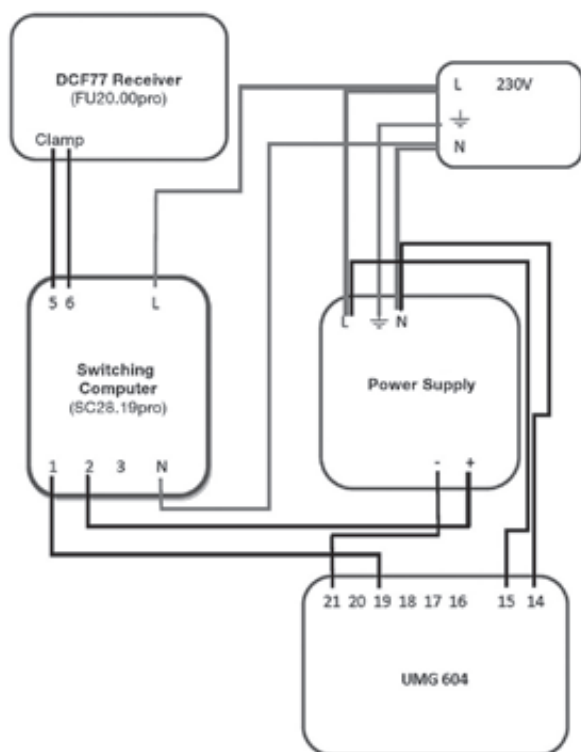 DCF77 Receiver
(FU20.00pro)
Clamp
L 230V
N
5 6 L
Switching
Computer
(SC28.19pro)
1 2 3 N
L N
Power Supply
- +
21 20 19 18 17 16 15 14
UMG 604